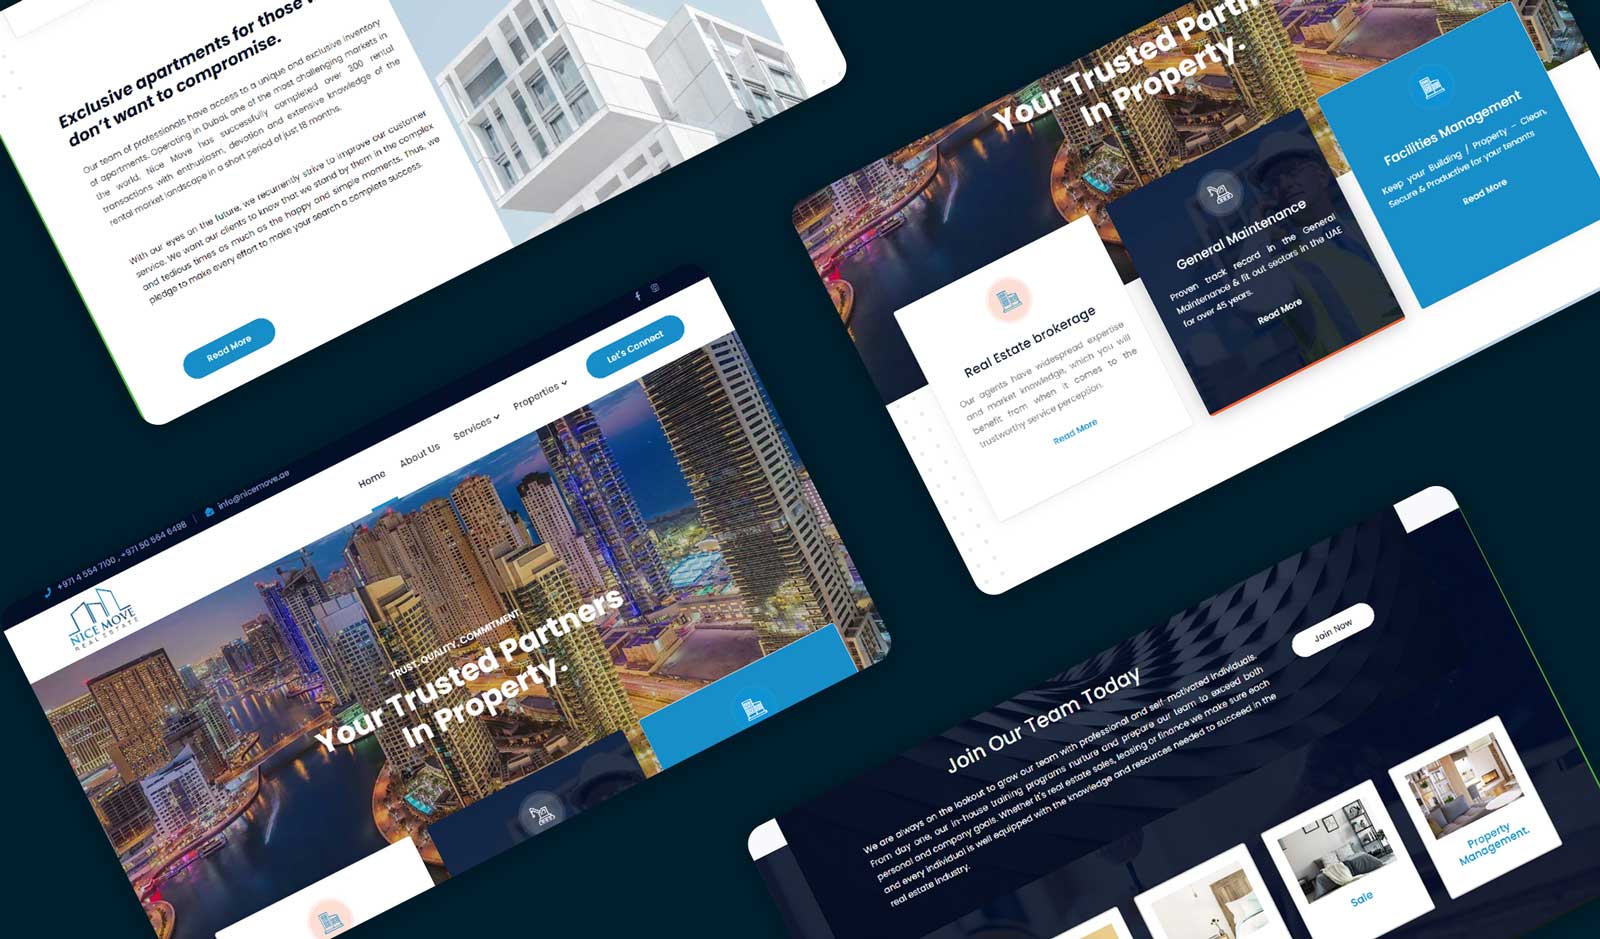 Exclusive apartments for those
don't want to compromise.
Our team of professionals have access to a unique and exclusive inventory
of apartments. Operating in Dubai, one of the most challenging markets in
the world, Nice Move has successfully completed over 300 rental
transactions with enthusiasm, devotion and extensive knowledge of the
rental market landscape in a short period of just 18 months.
With our eyes on the future, we recurrently strive to improve our customer
service. We want our clients to know that we stand by them in the complex
and tedious times as much as the happy and simple moments. Thus, we
pledge to make every effort to make your search a complete success.
Read More
Your Trusted Partn
In Property.
Real Estate brokerage
Our agents have widespread expertise
and market knowledge, which you will
benefit from when it comes to the
trustworthy service perception.
Read More
General Maintenance
Proven track record in the General
Maintenance & fit out sectors in the UAE
for over 45 years.
Read More
Facilities Management
Keep your Building / Property – Clean,
Secure & Productive for your tenants
Read More
+971 4 554 7100 , +971 50 564 6498
info@nicemove.ae
NICE MOVE
REAL ESTATE
Home
About Us
Services
Properties
Let's Connect
TRUST. QUALITY. COMMITMENT
Your Trusted Partners
In Property.
Join Our Team Today
We are always on the lookout to grow our team with professional and self-motivated individuals.
From day one, our in-house training programs nurture and prepare our team to exceed both
personal and company goals. Whether it's real estate sales, leasing or finance we make sure each
and every individual is well equipped with the knowledge and resources needed to succeed in the
real estate industry.
Join Now
Sale
Property
Management.